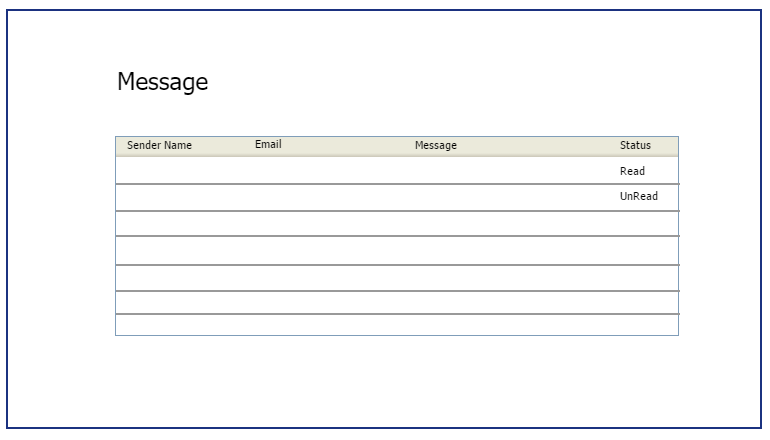 Message
Sender Name Email Message Status
Read
UnRead